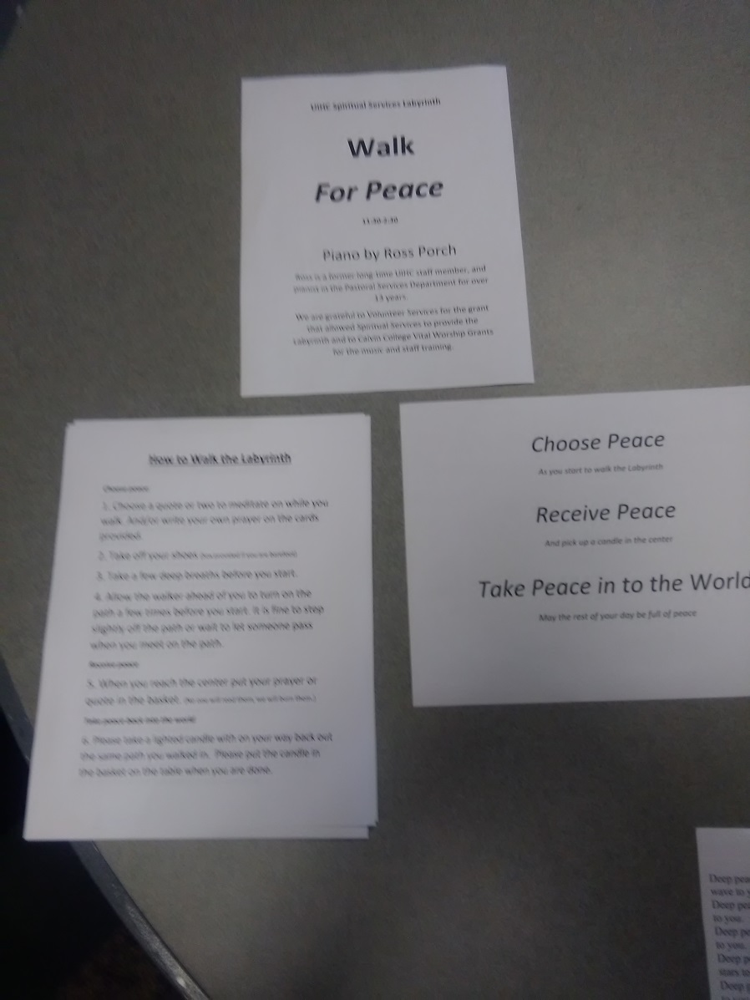 UIHC Spiritual Services Labyrinth
Walk
For Peace
11:30-1:30
Piano by Ross Porch
Ross is a former long-time UIHC staff member, and
pianist in the Pastoral Services Department for over
13 years.
We are grateful to Volunteer Services for the grant
that allowed Spiritual Services to provide the
Labyrinth and to Calvin College Vital Worship Grants
for the music and staff training.
How to Walk the Labyrinth
Choose peace
1. Choose a quote or two to meditate on while you
walk. And/or write your own prayer on the cards
provided.
2. Take off your shoes
3. Take a few deep breaths before you start.
4. Allow the walker ahead of you to turn on the
path a few times before you start. It is fine to step
slightly off the path or wait to let someone pass
when you meet on the path.
Receive peace
5. When you reach the center put your prayer or
quote in the basket. (No one will read them, we will burn them.)
Take peace back into the world
6. Please take a lighted candle with on your way back out
the same path you walked in. Please put the candle in
the basket on the table when you are done.
Choose Peace
As you start to walk the Labyrinth
Receive Peace
And pick up a candle in the center
Take Peace in to the World
May the rest of your day be full of peace
Deep pea
wave to y
Deep pe
to you.
Deep pe
to you.
Deep p
stars to
Deep p